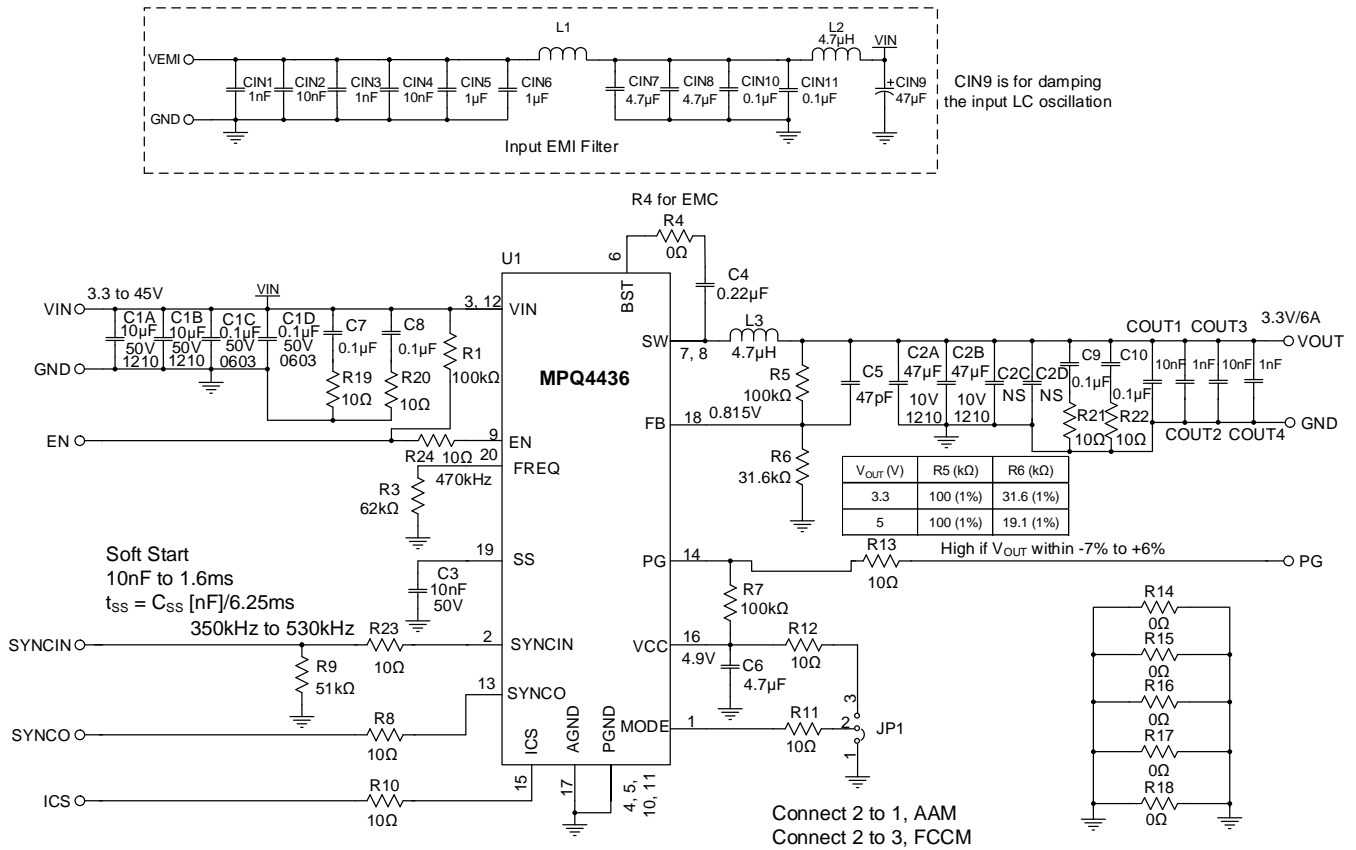 L1
L2
4.7µH
VIN
VEMI
CIN1
1nF
CIN2
10nF
CIN3
1nF
CIN4
10nF
CIN5
1µF
CIN6
1µF
CIN7
4.7µF
CIN8
4.7µF
CIN10
0.1µF
CIN11
0.1µF
+
CIN9
47µF
CIN9 is for damping
the input LC oscillation
GND
Input EMI Filter
R4 for EMC
R4
0Ω
U1
6
BST
C4
0.22µF
VIN
3.3 to 45V
VIN
3, 12
VIN
C1A
10µF
50V
1210
C1B
10µF
50V
1210
C1C
0.1µF
50V
0603
C1D
0.1µF
50V
0603
C7
0.1µF
C8
0.1µF
R1
100kΩ
GND
R19
10Ω
R20
10Ω
MPQ4436
SW
7, 8
L3
4.7µH
R5
100kΩ
C5
47pF
C2A
47µF
10V
1210
C2B
47µF
10V
1210
C2C
NS
C2D
NS
C9
0.1µF
C10
0.1µF
COUT1
COUT3
10nF
1nF
10nF
1nF
3.3V/6A
VOUT
R21
10Ω
R22
10Ω
COUT2
COUT4
GND
FB
18
0.815V
R6
31.6kΩ
EN
9
EN
R24
10Ω
20
FREQ
470kHz
R3
62kΩ
VOUT (V) R5 (kΩ) R6 (kΩ)
3.3 100 (1%) 31.6 (1%)
5 100 (1%) 19.1 (1%)
Soft Start
10nF to 1.6ms
tSS = CSS [nF]/6.25ms
19
SS
C3
10nF
50V
PG
14
R13
10Ω
High if VOUT within -7% to +6%
PG
R7
100kΩ
350kHz to 530kHz
SYNCIN
R23
10Ω
2
SYNCIN
R9
51kΩ
VCC
16
4.9V
C6
4.7µF
R12
10Ω
13
SYNCO
SYNCO
R8
10Ω
MODE
1
R11
10Ω
3
2
1
JP1
ICS
AGND
PGND
15
17
4, 5,
10, 11
ICS
R10
10Ω
Connect 2 to 1, AAM
Connect 2 to 3, FCCM
R14
0Ω
R15
0Ω
R16
0Ω
R17
0Ω
R18
0Ω